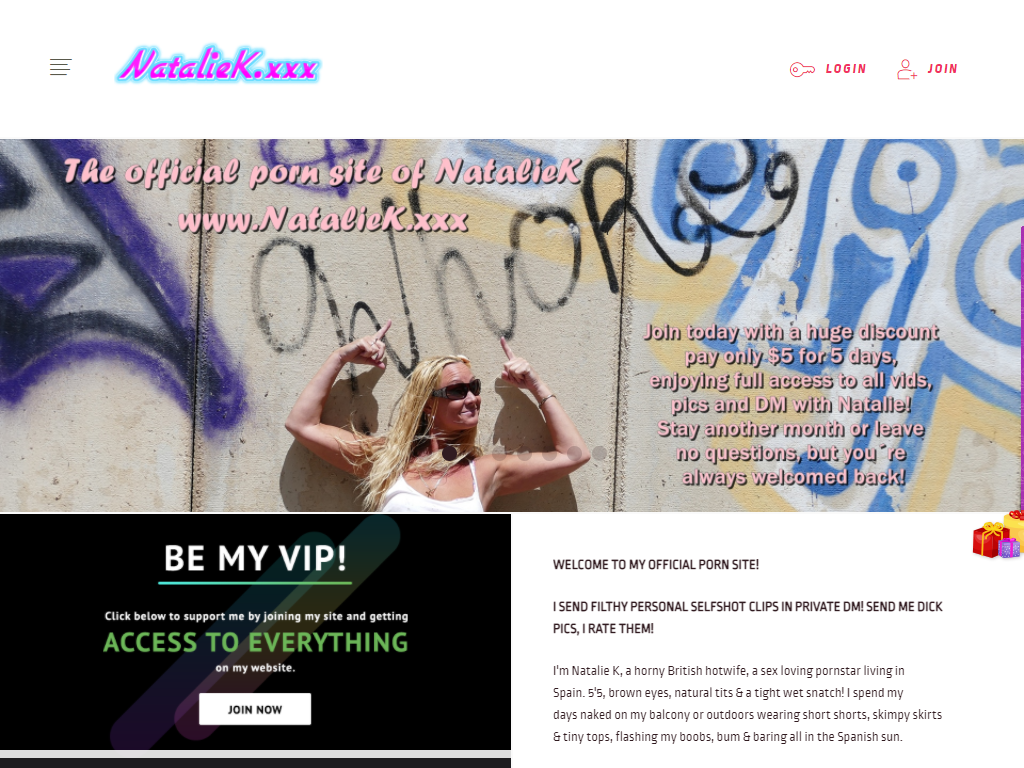 NatalieK.xxx
LOGIN
JOIN
The official porn site of NatalieK
www.NatalieK.xxx
WHORE
Join today with a huge discount
pay only $5 for 5 days,
enjoying full access to all vids,
pics and DM with Natalie!
Stay another month or leave
no questions, but you´re
always welcomed back!
BE MY VIP!
Click below to support me by joining my site and getting
ACCESS TO EVERYTHING
on my website.
JOIN NOW
WELCOME TO MY OFFICIAL PORN SITE!
I SEND FILTHY PERSONAL SELFSHOT CLIPS IN PRIVATE DM! SEND ME DICK
PICS, I RATE THEM!
I'm Natalie K, a horny British hotwife, a sex loving pornstar living in
Spain. 5'5, brown eyes, natural tits & a tight wet snatch! I spend my
days naked on my balcony or outdoors wearing short shorts, skimpy skirts
& tiny tops, flashing my boobs, bum & baring all in the Spanish sun.